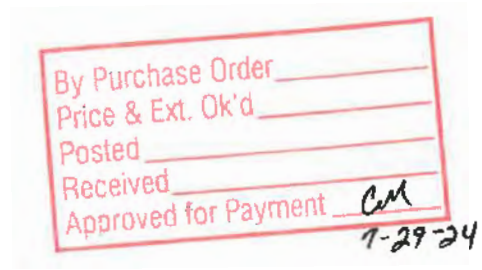 By Purchase Order
Price & Ext. Ok'd
Posted
Received
Approved for Payment CM
7-29-24